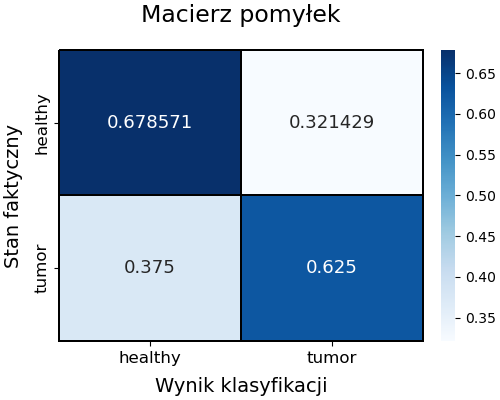 Macierz pomyłek
Stan faktyczny
healthy
tumor
0.678571 0.321429
0.375 0.625
healthy tumor
Wynik klasyfikacji
0.65
0.60
0.55
0.50
0.45
0.40
0.35